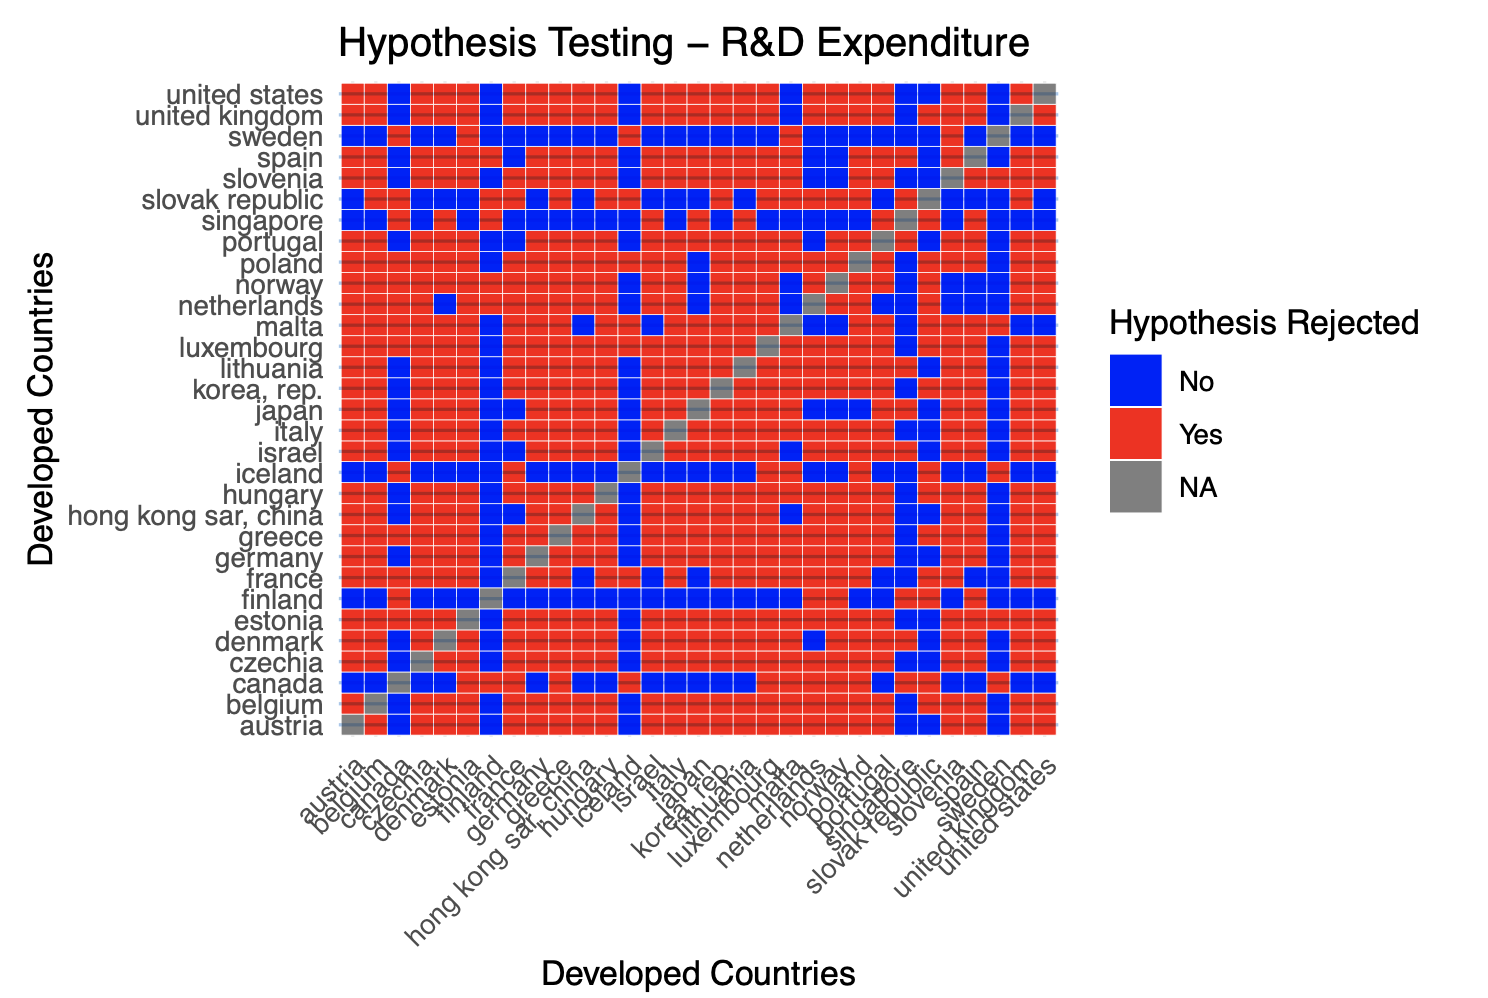 Hypothesis Testing – R&D Expenditure
Developed Countries
united states
united kingdom
sweden
spain
slovenia
slovak republic
singapore
portugal
poland
norway
netherlands
malta
luxembourg
lithuania
korea, rep.
japan
italy
israel
iceland
hungary
hong kong sar, china
greece
germany
france
finland
estonia
denmark
czechia
canada
belgium
austria
austria
belgium
canada
czechia
denmark
estonia
finland
france
germany
greece
hong kong sar, china
hungary
iceland
israel
italy
japan
korea, rep.
lithuania
luxembourg
malta
netherlands
norway
poland
portugal
singapore
slovak republic
slovenia
spain
sweden
united kingdom
united states
Developed Countries
Hypothesis Rejected
No
Yes
NA